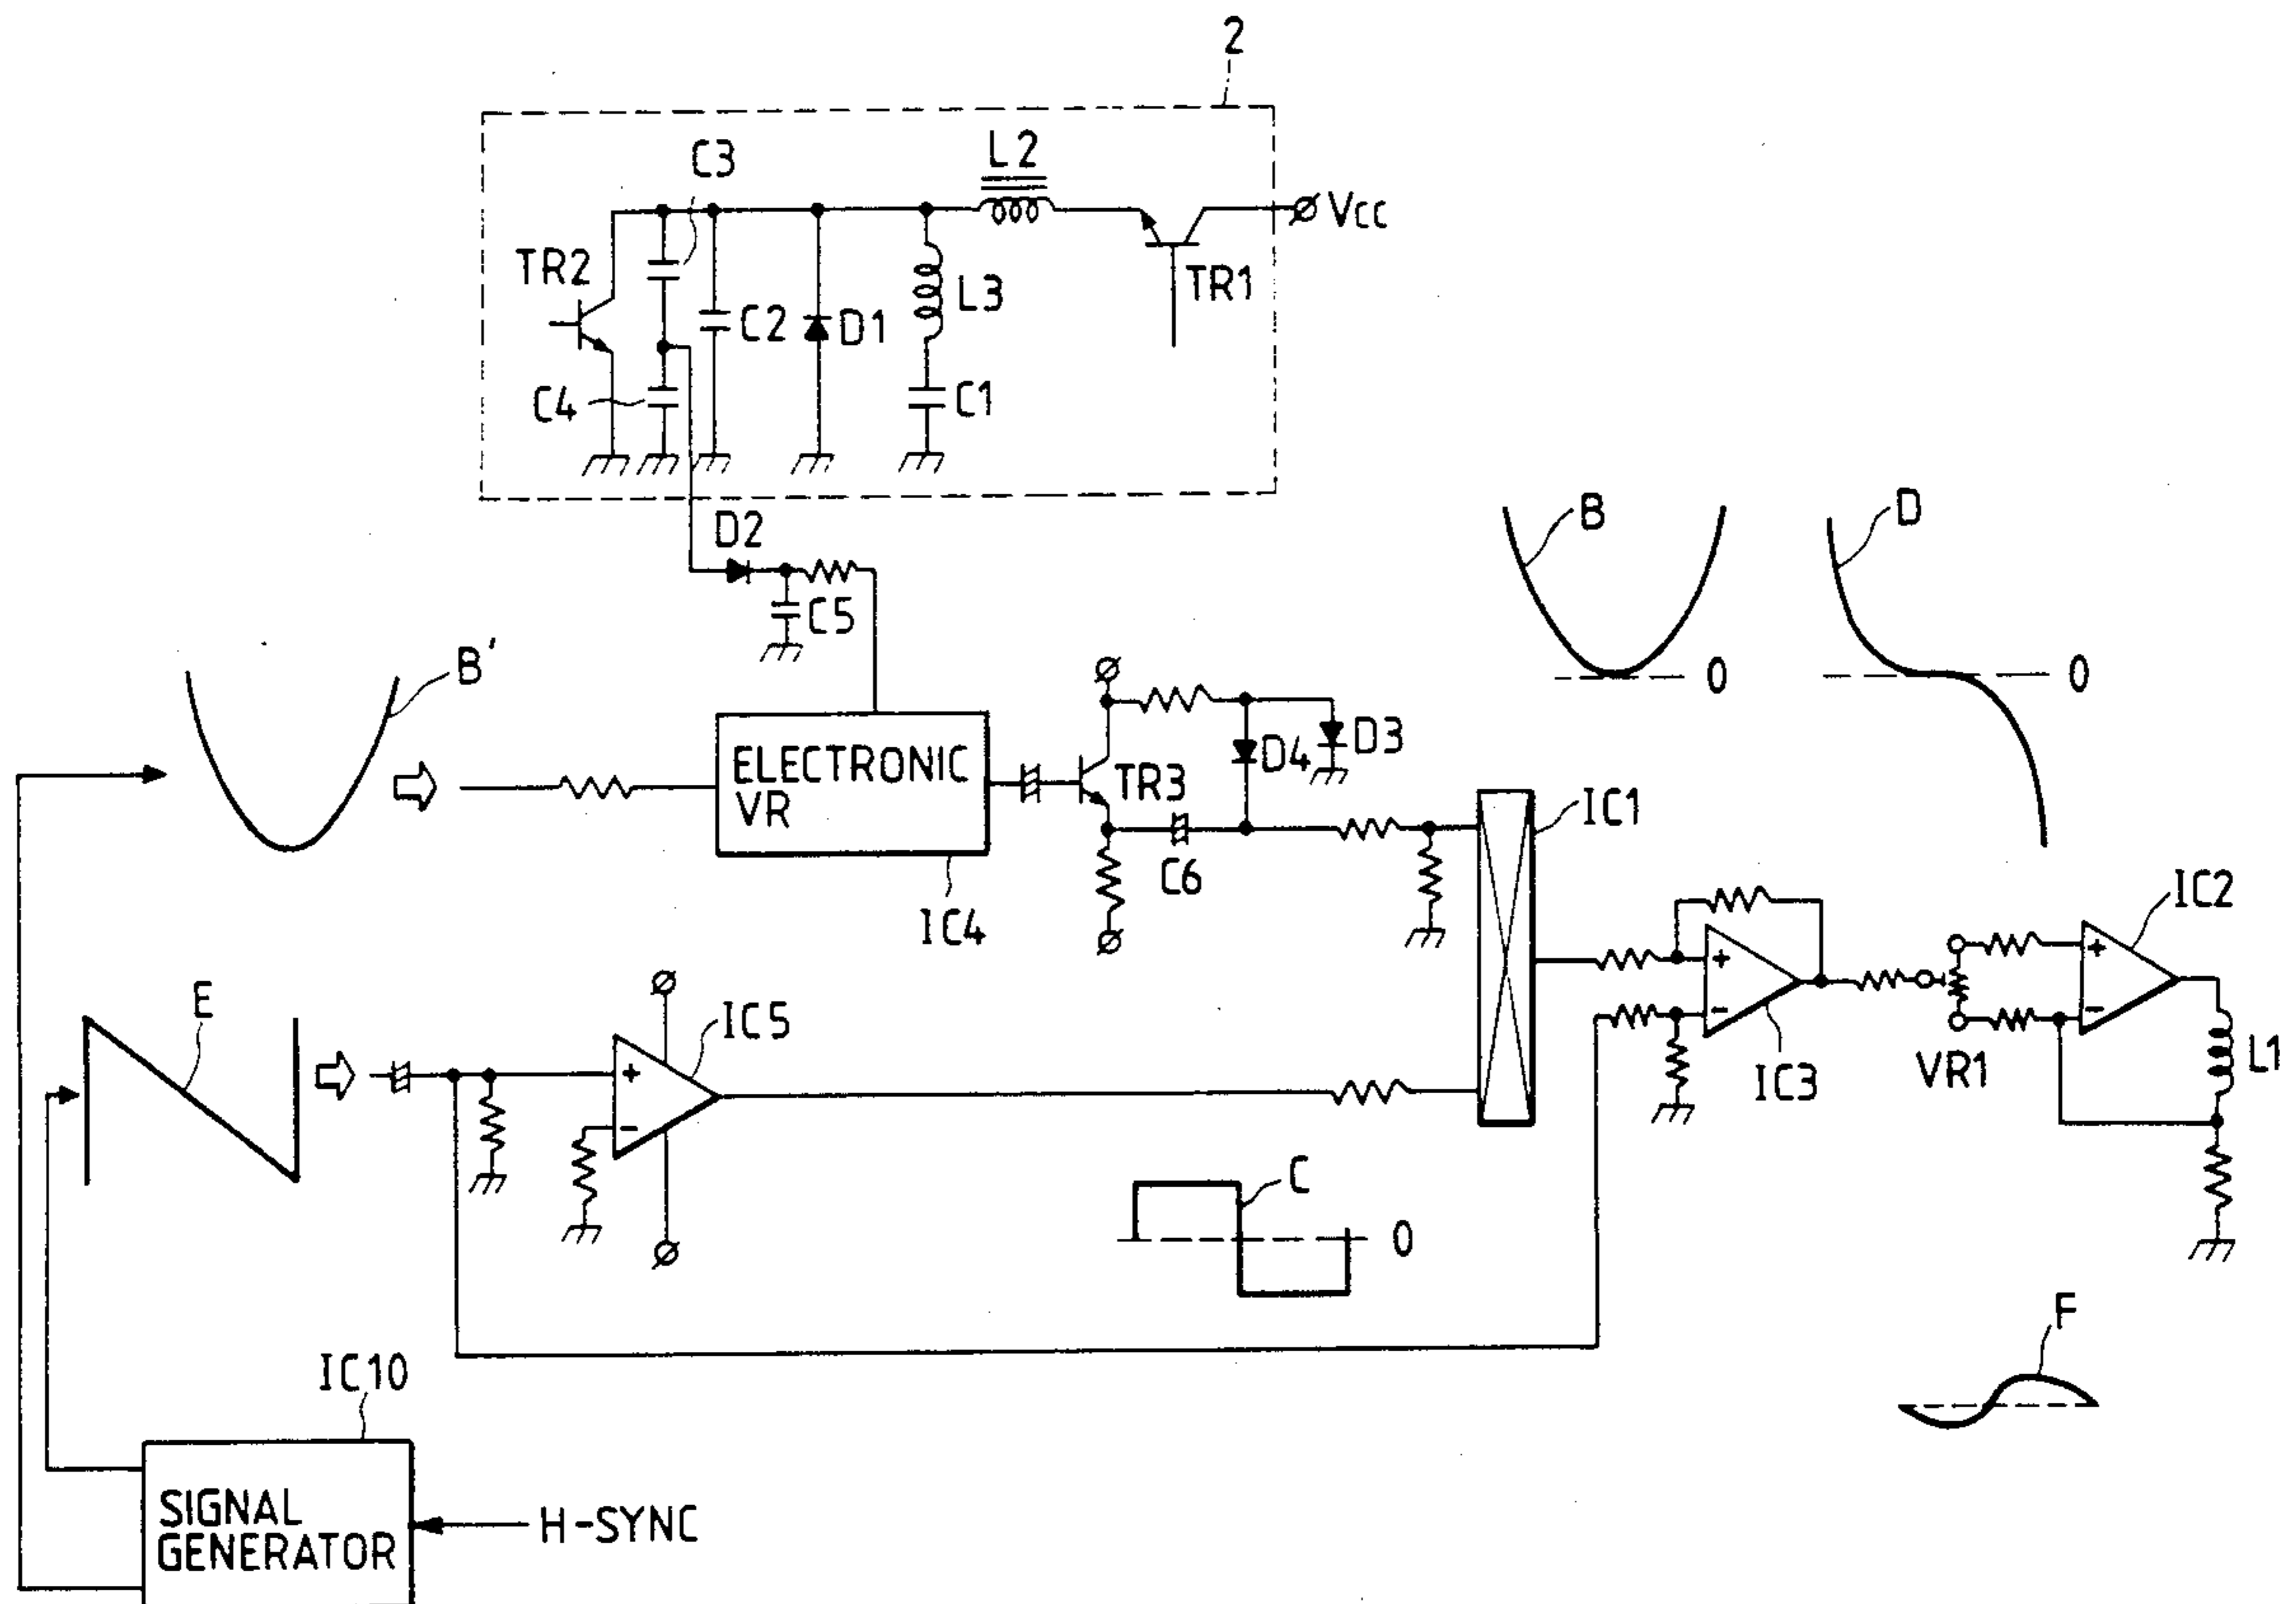 2
C3
L2
VCC
TR2
TR1
L3
C2
D1
C4
C1
D2
C5
B
D
0
0
B'
ELECTRONIC
VR
TR3
D4
D3
IC1
C6
IC4
IC2
+
-
+
-
E
IC5
+
-
IC3
VR1
L1
C
0
F
IC10
SIGNAL
GENERATOR
H-SYNC